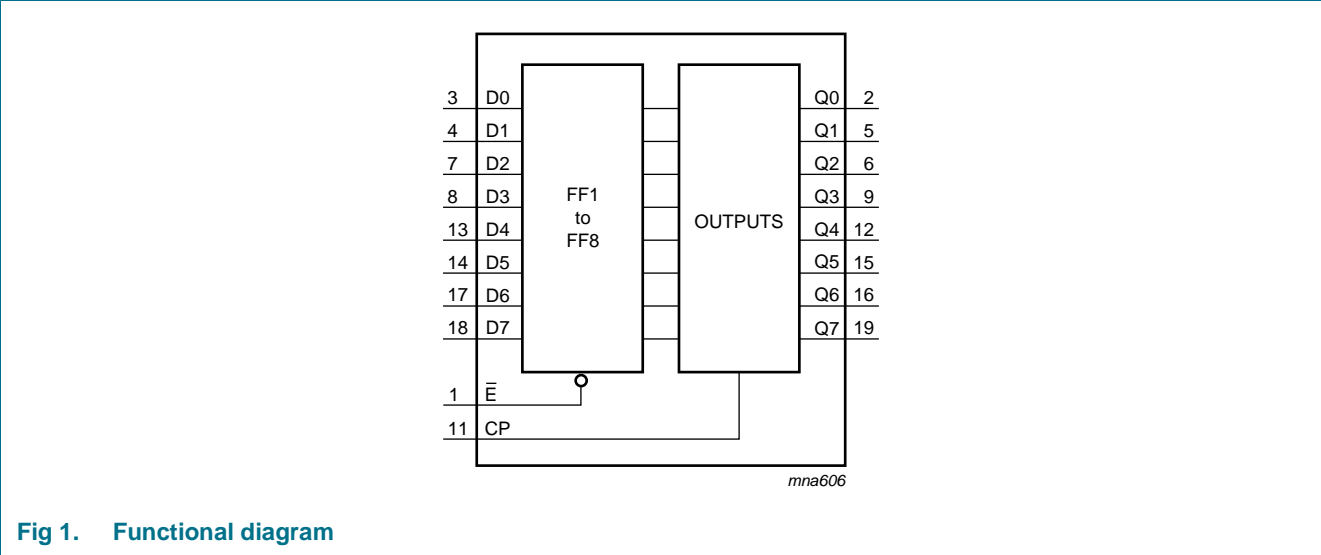 3 D0 Q0 2
4 D1 Q1 5
7 D2 Q2 6
8 D3 FF1 Q3 9
to OUTPUTS
13 D4 FF8 Q4 12
14 D5 Q5 15
17 D6 Q6 16
18 D7 Q7 19
1 E̅
11 CP
mna606
Fig 1. Functional diagram